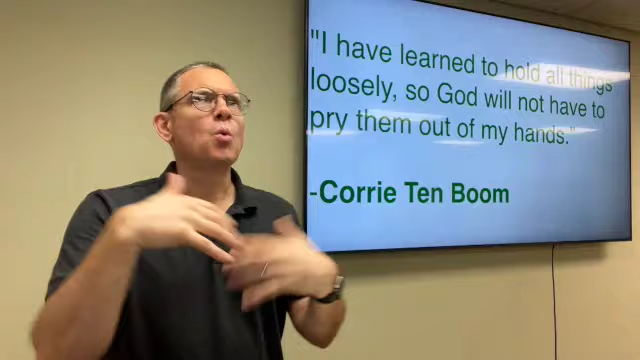 "I have learned to hold all things
loosely, so God will not have to
pry them out of my hands."
-Corrie Ten Boom